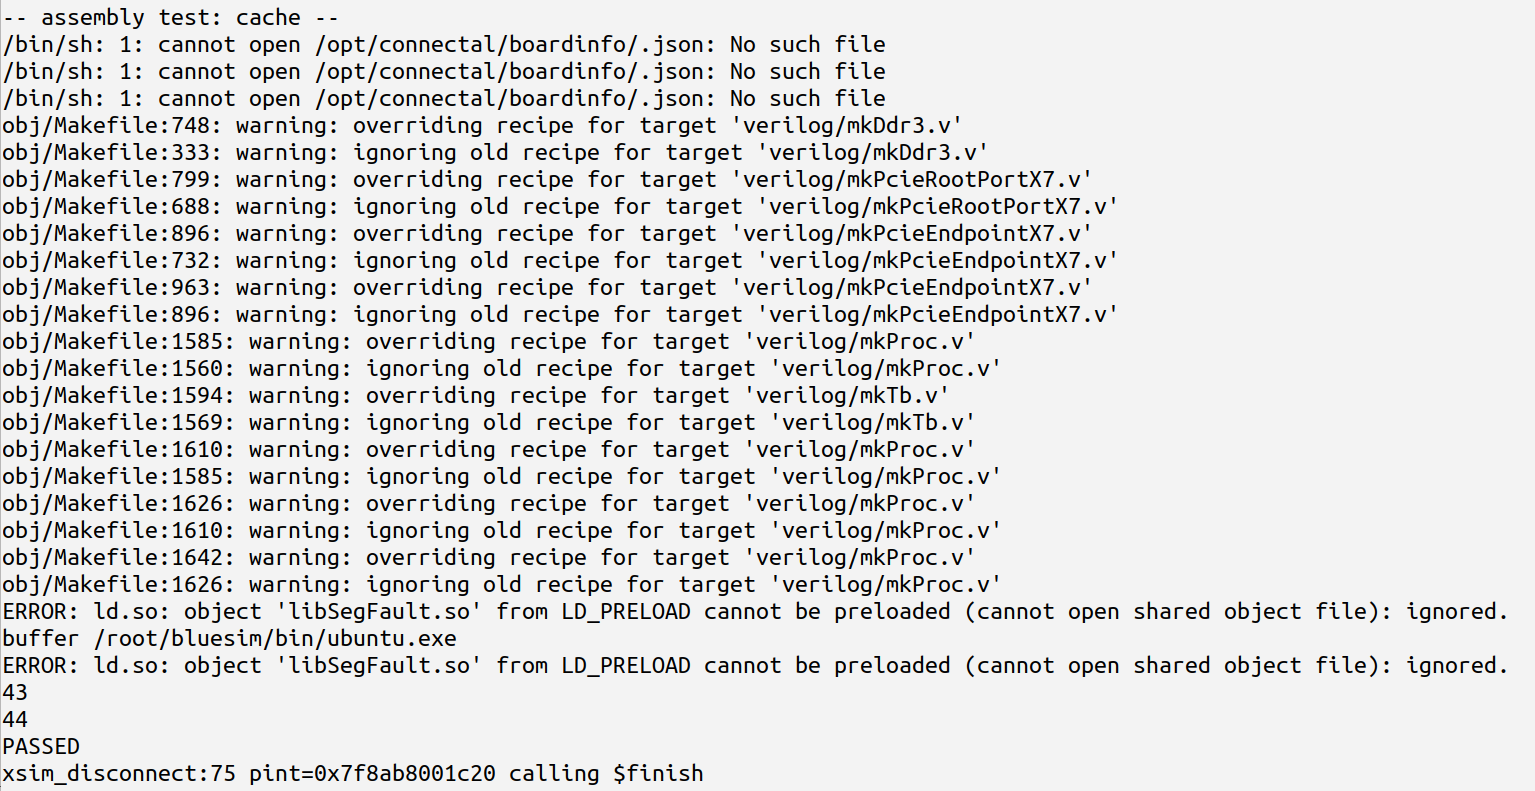 -- assembly test: cache --
/bin/sh: 1: cannot open /opt/connectal/boardinfo/.json: No such file
/bin/sh: 1: cannot open /opt/connectal/boardinfo/.json: No such file
/bin/sh: 1: cannot open /opt/connectal/boardinfo/.json: No such file
obj/Makefile:748: warning: overriding recipe for target 'verilog/mkDdr3.v'
obj/Makefile:333: warning: ignoring old recipe for target 'verilog/mkDdr3.v'
obj/Makefile:799: warning: overriding recipe for target 'verilog/mkPcieRootPortX7.v'
obj/Makefile:688: warning: ignoring old recipe for target 'verilog/mkPcieRootPortX7.v'
obj/Makefile:896: warning: overriding recipe for target 'verilog/mkPcieEndpointX7.v'
obj/Makefile:732: warning: ignoring old recipe for target 'verilog/mkPcieEndpointX7.v'
obj/Makefile:963: warning: overriding recipe for target 'verilog/mkPcieEndpointX7.v'
obj/Makefile:896: warning: ignoring old recipe for target 'verilog/mkPcieEndpointX7.v'
obj/Makefile:1585: warning: overriding recipe for target 'verilog/mkProc.v'
obj/Makefile:1560: warning: ignoring old recipe for target 'verilog/mkProc.v'
obj/Makefile:1594: warning: overriding recipe for target 'verilog/mkTb.v'
obj/Makefile:1569: warning: ignoring old recipe for target 'verilog/mkTb.v'
obj/Makefile:1610: warning: overriding recipe for target 'verilog/mkProc.v'
obj/Makefile:1585: warning: ignoring old recipe for target 'verilog/mkProc.v'
obj/Makefile:1626: warning: overriding recipe for target 'verilog/mkProc.v'
obj/Makefile:1610: warning: ignoring old recipe for target 'verilog/mkProc.v'
obj/Makefile:1642: warning: overriding recipe for target 'verilog/mkProc.v'
obj/Makefile:1626: warning: ignoring old recipe for target 'verilog/mkProc.v'
ERROR: ld.so: object 'libSegFault.so' from LD_PRELOAD cannot be preloaded (cannot open shared object file): ignored.
buffer /root/bluesim/bin/ubuntu.exe
ERROR: ld.so: object 'libSegFault.so' from LD_PRELOAD cannot be preloaded (cannot open shared object file): ignored.
43
44
PASSED
xsim_disconnect:75 pint=0x7f8ab8001c20 calling $finish